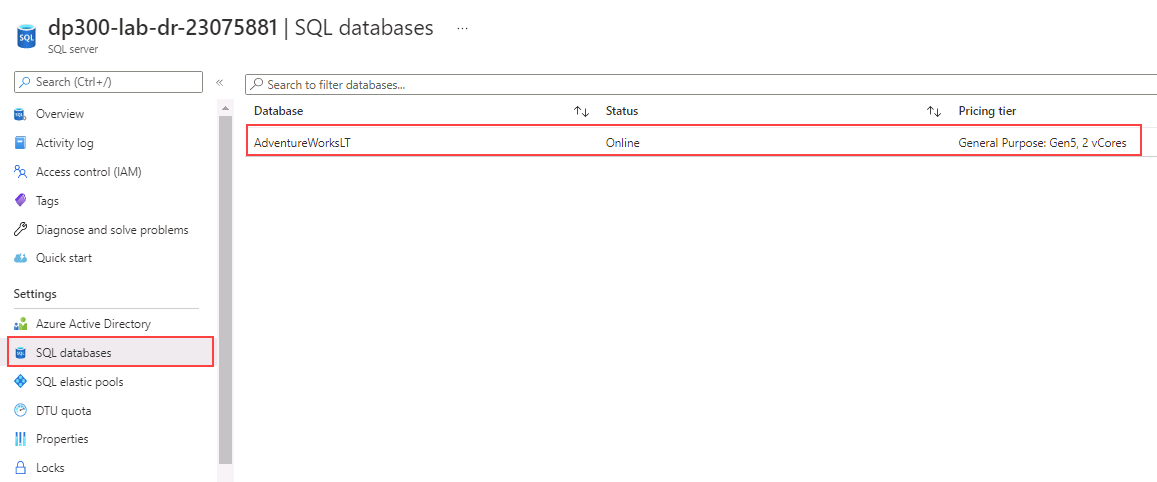 dp300-lab-dr-23075881 | SQL databases ...
SQL server
Search (Ctrl+/)
«
Overview
Activity log
Access control (IAM)
Tags
Diagnose and solve problems
Quick start
Settings
Azure Active Directory
SQL databases
SQL elastic pools
DTU quota
Properties
Locks
Search to filter databases...
Database ↑↓ Status ↑↓ Pricing tier
AdventureWorksLT Online General Purpose: Gen5, 2 vCores